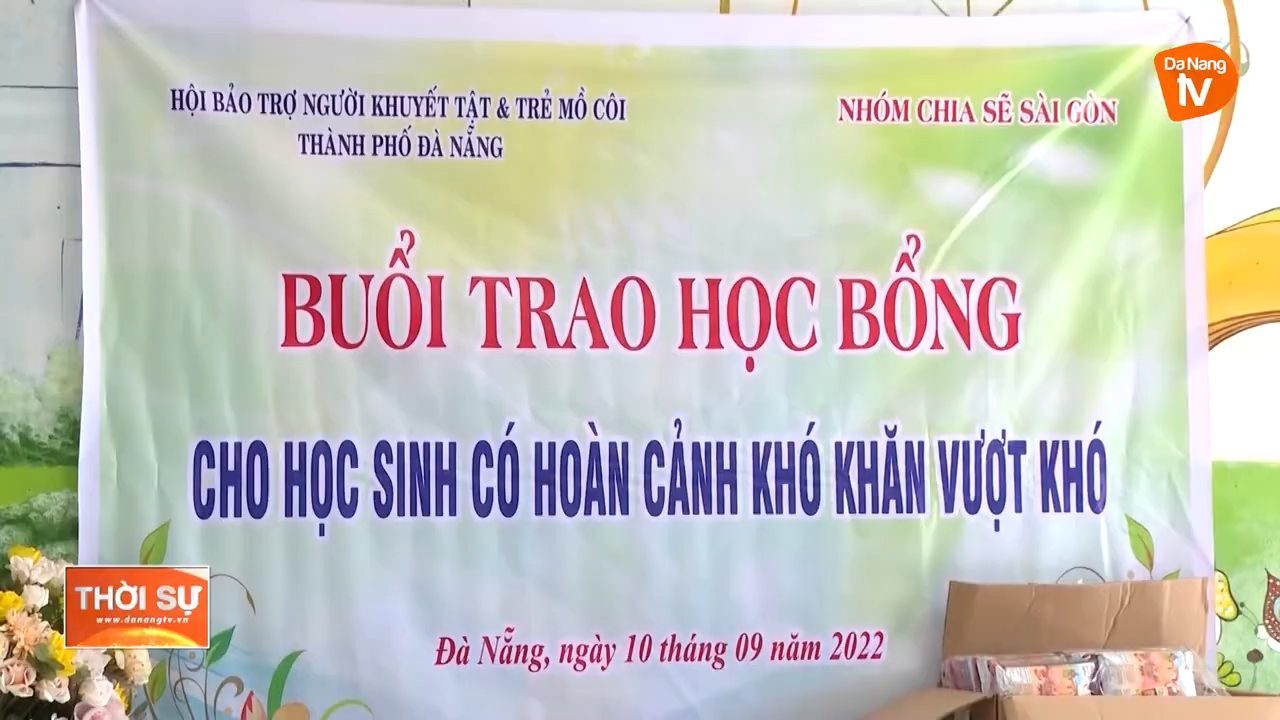 Da Nang
tv
HỘI BẢO TRỢ NGƯỜI KHUYẾT TẬT & TRẺ MỒ CÔI
THÀNH PHỐ ĐÀ NẴNG
NHÓM CHIA SẼ SÀI GÒN
BUỔI TRAO HỌC BỔNG
CHO HỌC SINH CÓ HOÀN CẢNH KHÓ KHĂN VƯỢT KHÓ
THỜI SỰ
www.danangtv.vn
Đà Nẵng, ngày 10 tháng 09 năm 2022